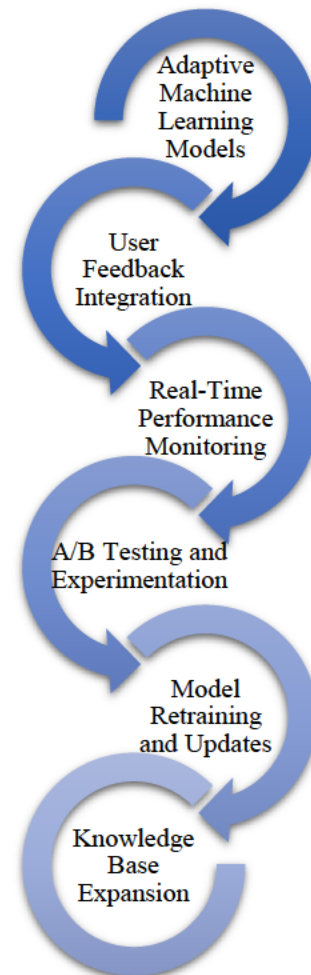 Adaptive
Machine
Learning
Models
User
Feedback
Integration
Real-Time
Performance
Monitoring
A/B Testing and
Experimentation
Model
Retraining
and Updates
Knowledge
Base
Expansion